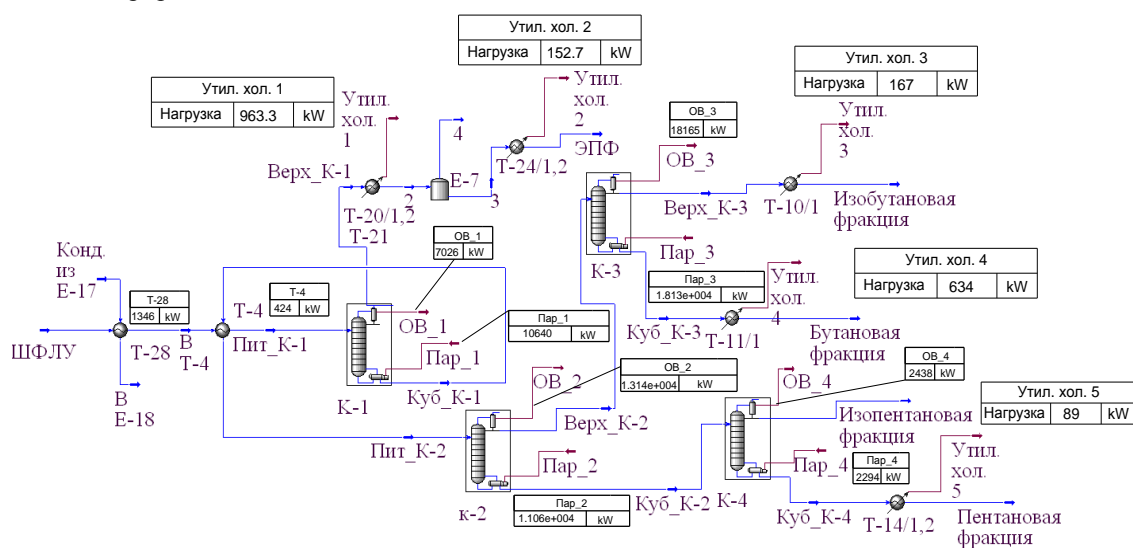 Утил. хол. 2
Нагрузка 152.7 kW
Утил. хол. 3
Нагрузка 167 kW
Утил. хол. 1
Нагрузка 963.3 kW
Утил.
хол.
1
4
Утил.
хол.
2
ЭПФ
Верх_К-1
2
Е-7
3
Т-24/1,2
Т-20/1,2
Т-21
ОВ_3
18165 kW
ОВ_3
Утил.
хол.
3
Верх_К-3
Т-10/1
Изобутановая
фракция
Пар_3
К-3
Пар_3
1.813e+004 kW
Утил.
хол.
4
Утил. хол. 4
Нагрузка 634 kW
Куб_К-3
Т-11/1
Бутановая
фракция
Конд.
из
Е-17
Т-28
1346 kW
Т-4
Т-4
424 kW
ОВ_1
7026 kW
ОВ_1
Пар_1
10640 kW
Пар_1
ШФЛУ
Т-28
В
Т-4
Пит_К-1
В
Е-18
К-1
Куб_К-1
ОВ_2
ОВ_2
1.314e+004 kW
Верх_К-2
Пит_К-2
Пар_2
к-2
Пар_2
1.106e+004 kW
Куб_К-2
ОВ_4
ОВ_4
2438 kW
Изопентановая
фракция
Утил. хол. 5
Нагрузка 89 kW
Пар_4
Пар_4
2294 kW
Утил.
хол.
5
К-4
Куб_К-4
Т-14/1,2
Пентановая
фракция